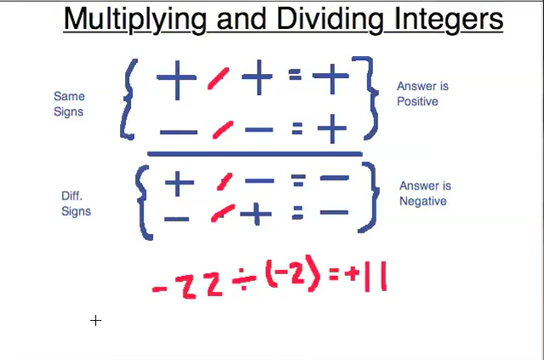 Multiplying and Dividing Integers
Same Signs
+ / + = +
Answer is Positive
- / - = +
Diff. Signs
+ / - = -
Answer is Negative
- / + = -
-22 ÷ (-2) = +11